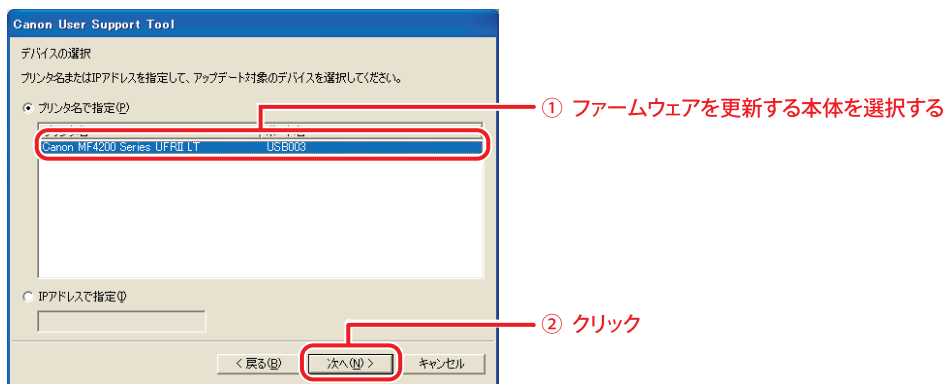 Canon User Support Tool
デバイスの選択
プリンタ名またはIPアドレスを指定して、アップデート対象のデバイスを選択してください。
プリンタ名で指定(P)
Canon MF4200 Series UFRII LT USB003
① ファームウェアを更新する本体を選択する
IPアドレスで指定(I)
② クリック
< 戻る(B) 次へ(N) > キャンセル